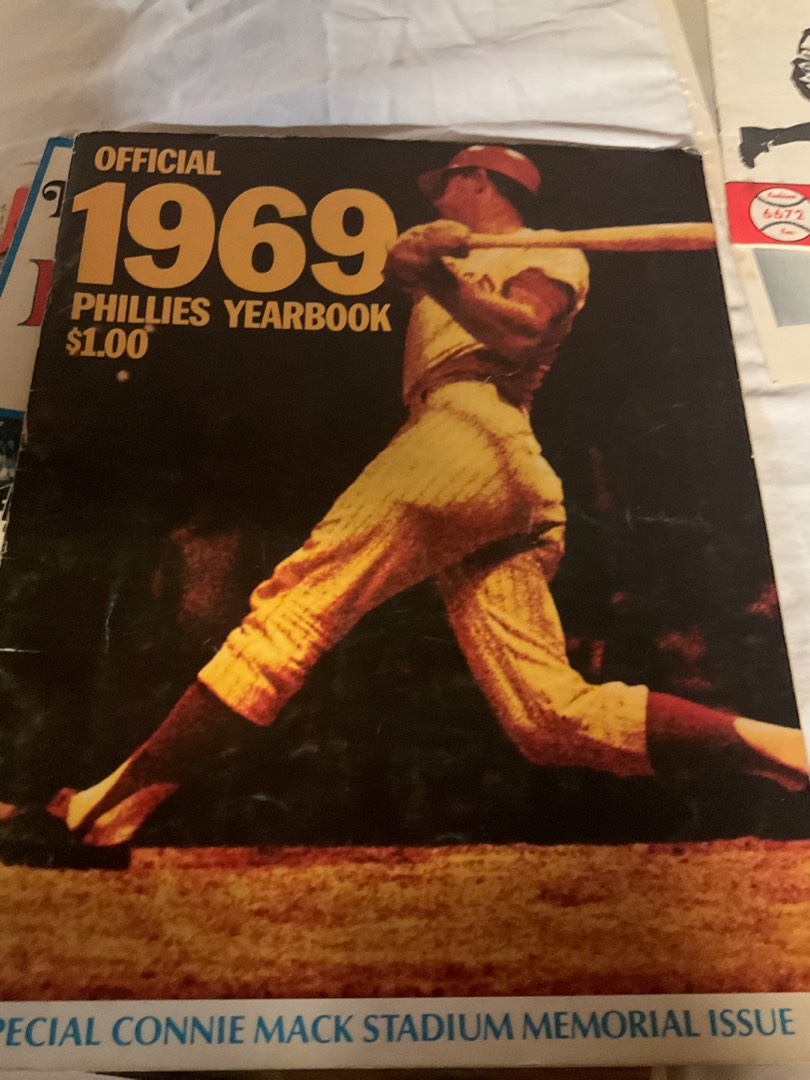 OFFICIAL
1969
PHILLIES YEARBOOK
$1.00
PECIAL CONNIE MACK STADIUM MEMORIAL ISSUE
6672